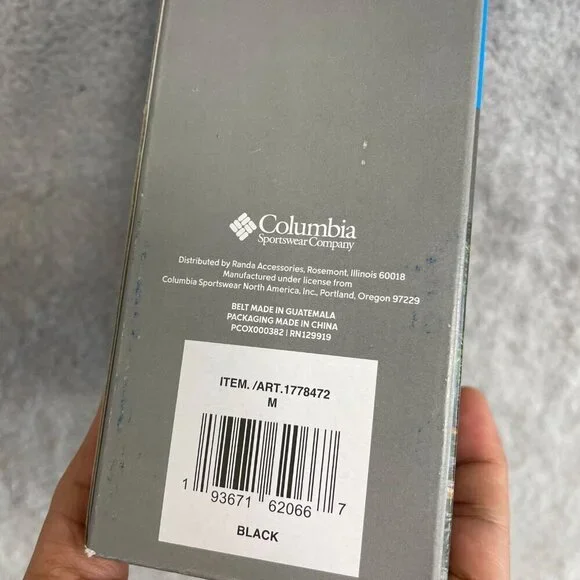 Columbia
Sportswear Company
Distributed by Randa Accessories, Rosemont, Illinois 60018
Manufactured under license from
Columbia Sportswear North America, Inc., Portland, Oregon 97229
BELT MADE IN GUATEMALA
PACKAGING MADE IN CHINA
PCOX000382 | RN129919
ITEM. /ART.1778472
M
1 93671 62066 7
BLACK